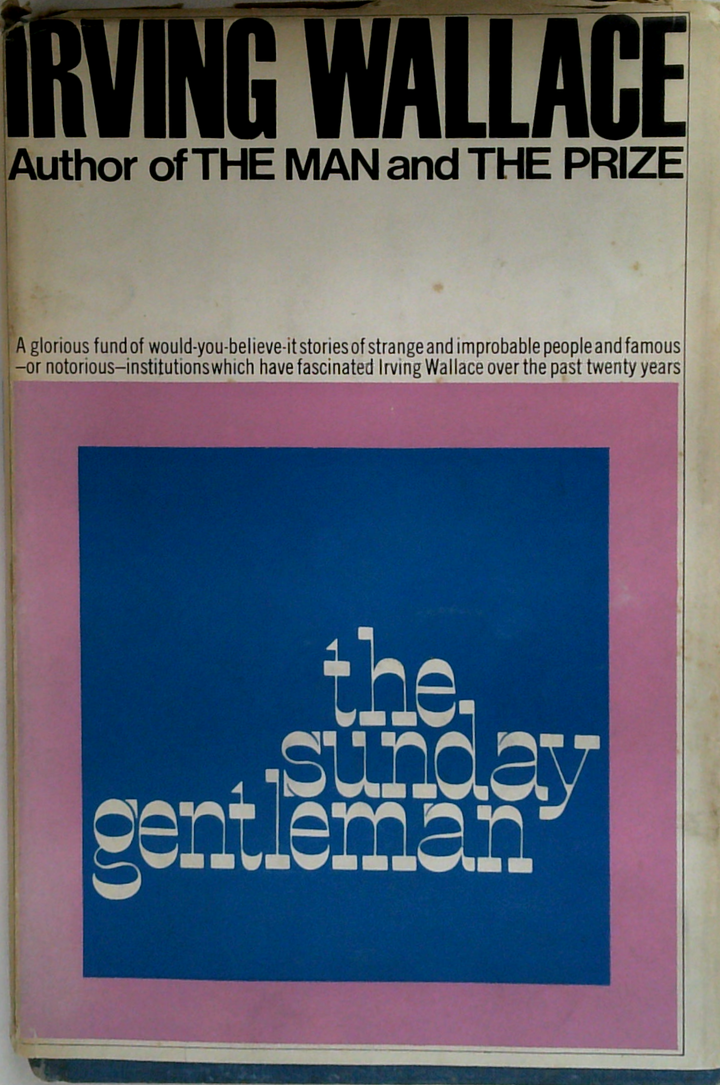 IRVING WALLACE
Author of THE MAN and THE PRIZE
A glorious fund of would-you-believe-it stories of strange and improbable people and famous
—or notorious—institutions which have fascinated Irving Wallace over the past twenty years
the
sunday
gentleman